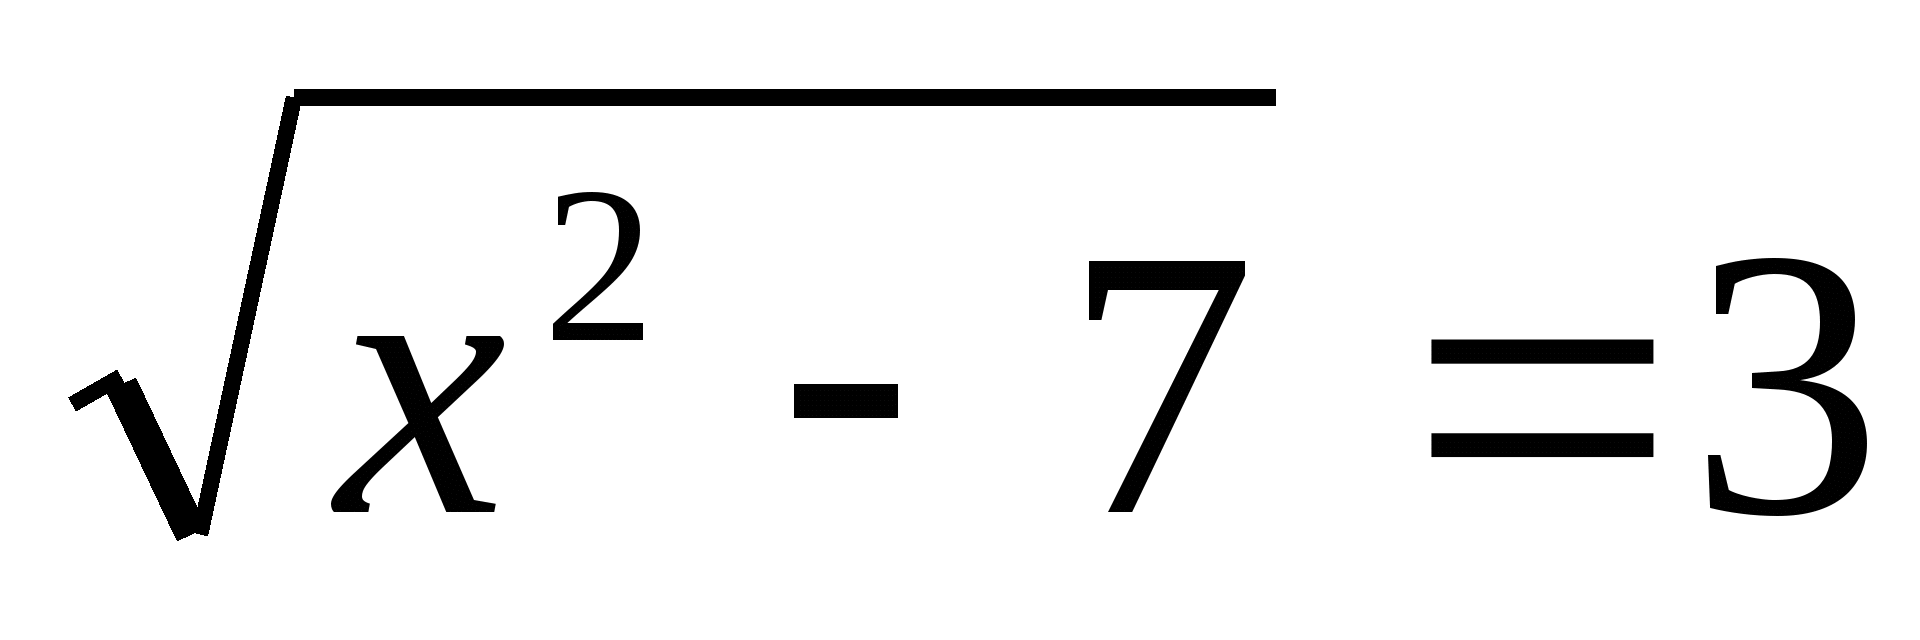 √(x² - 7) =3